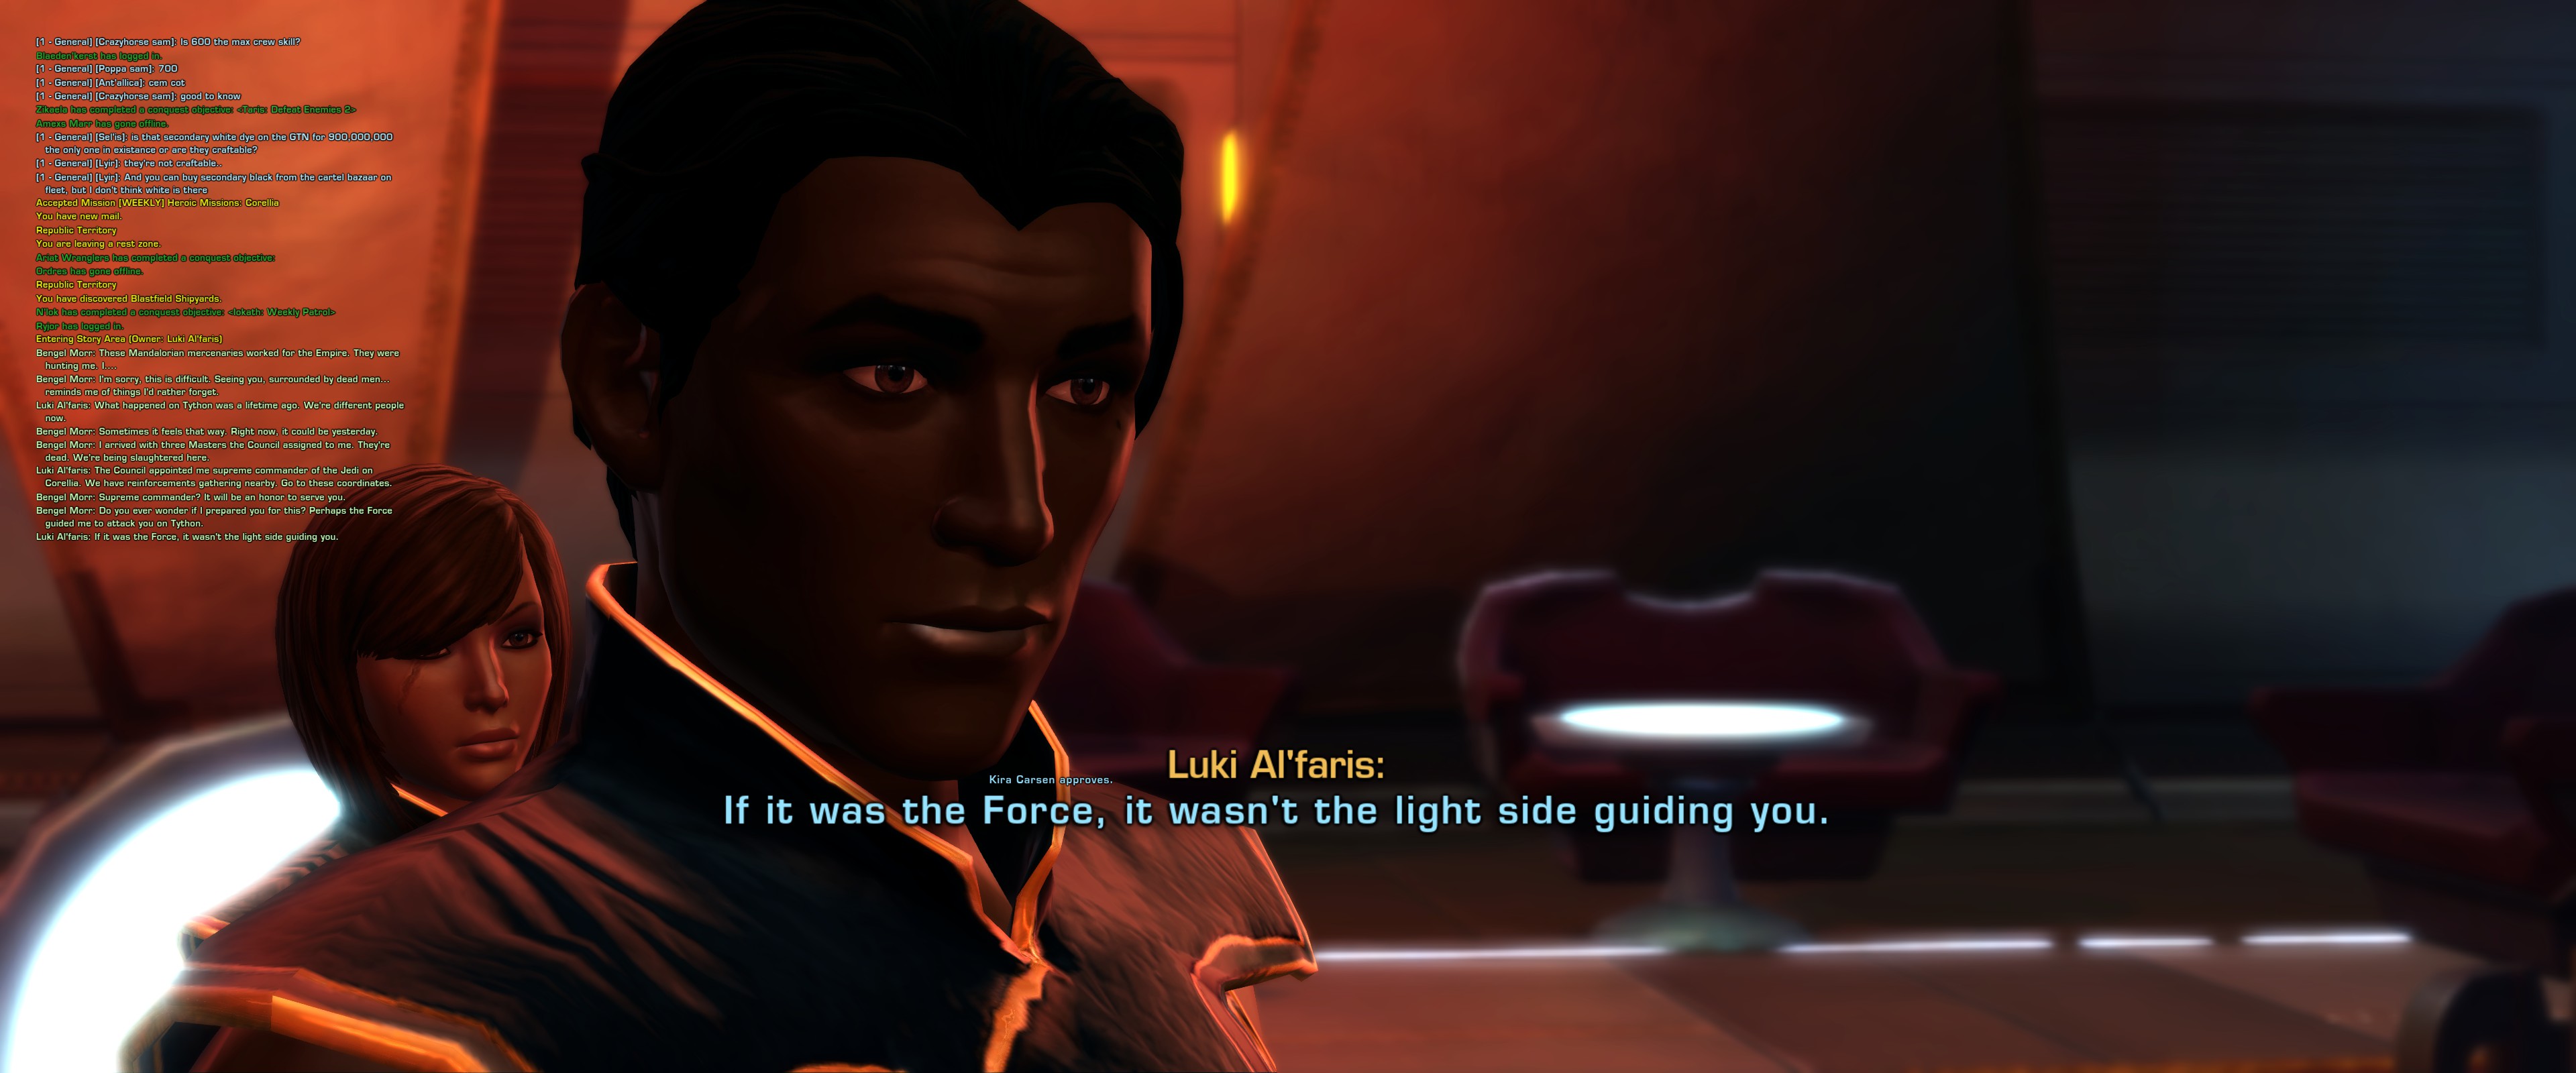 [1 - General] [Crazyhorse sam]: Is 600 the max crew skill?
Blaeden'kerst has logged in.
[1 - General] [Poppa sam]: 700
[1 - General] [Ant'allica]: cem cot
[1 - General] [Crazyhorse sam]: good to know
Zikaela has completed a conquest objective: <Taris: Defeat Enemies 2>
Amexs Marr has gone offline.
[1 - General] [Sel'is]: is that secondary white dye on the GTN for 900,000,000
the only one in existance or are they craftable?
[1 - General] [Lyir]: they're not craftable..
[1 - General] [Lyir]: And you can buy secondary black from the cartel bazaar on
fleet, but I don't think white is there
Accepted Mission [WEEKLY] Heroic Missions: Corellia
You have new mail.
Republic Territory
You are leaving a rest zone.
Ariat Wranglers has completed a conquest objective:
Ordres has gone offline.
Republic Territory
You have discovered Blastfield Shipyards.
N'lok has completed a conquest objective: <Iokath: Weekly Patrol>
Ryjor has logged in.
Entering Story Area (Owner: Luki Al'faris)
Bengel Morr: These Mandalorian mercenaries worked for the Empire. They were
hunting me. I....
Bengel Morr: I'm sorry, this is difficult. Seeing you, surrounded by dead men...
reminds me of things I'd rather forget.
Luki Al'faris: What happened on Tython was a lifetime ago. We're different people
now.
Bengel Morr: Sometimes it feels that way. Right now, it could be yesterday.
Bengel Morr: I arrived with three Masters the Council assigned to me. They're
dead. We're being slaughtered here.
Luki Al'faris: The Council appointed me supreme commander of the Jedi on
Corellia. We have reinforcements gathering nearby. Go to these coordinates.
Bengel Morr: Supreme commander? It will be an honor to serve you.
Bengel Morr: Do you ever wonder if I prepared you for this? Perhaps the Force
guided me to attack you on Tython.
Luki Al'faris: If it was the Force, it wasn't the light side guiding you.
Luki Al'faris:
Kira Carsen approves.
If it was the Force, it wasn't the light side guiding you.